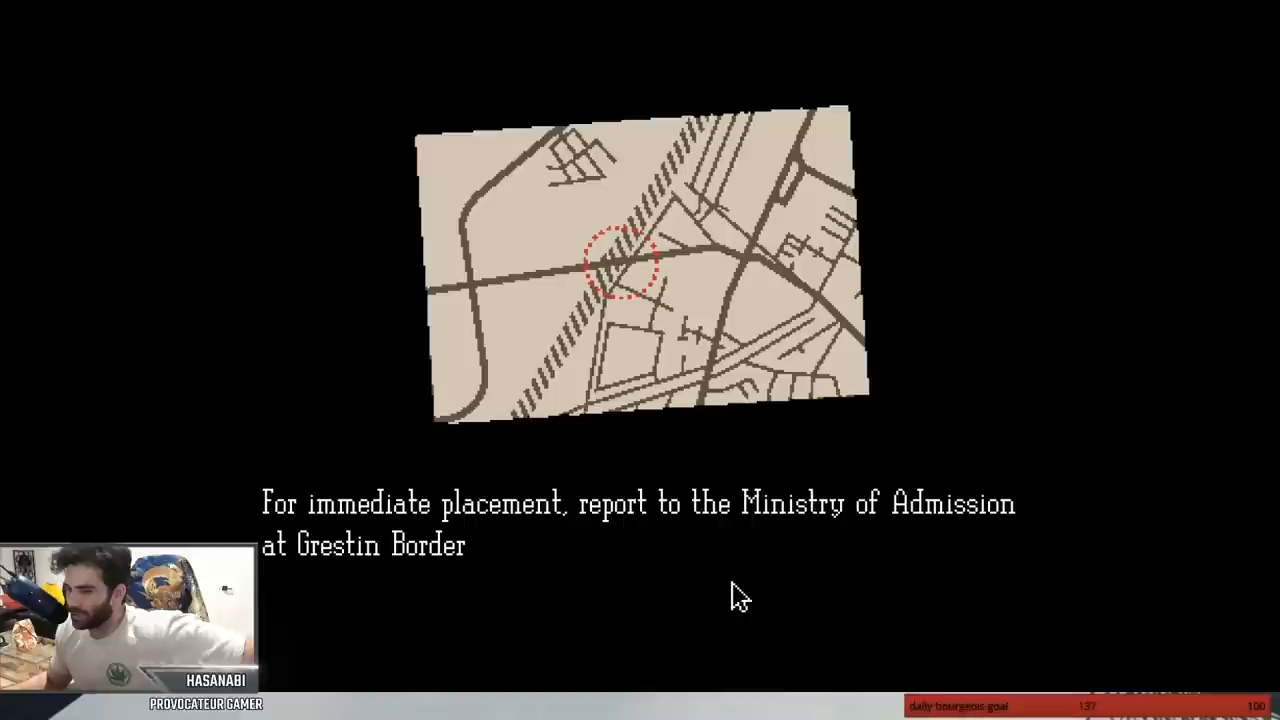 For immediate placement, report to the Ministry of Admission
at Grestin Border
HASANABI
PROVOCATEUR GAMER
daily bourgeois goal 137 100